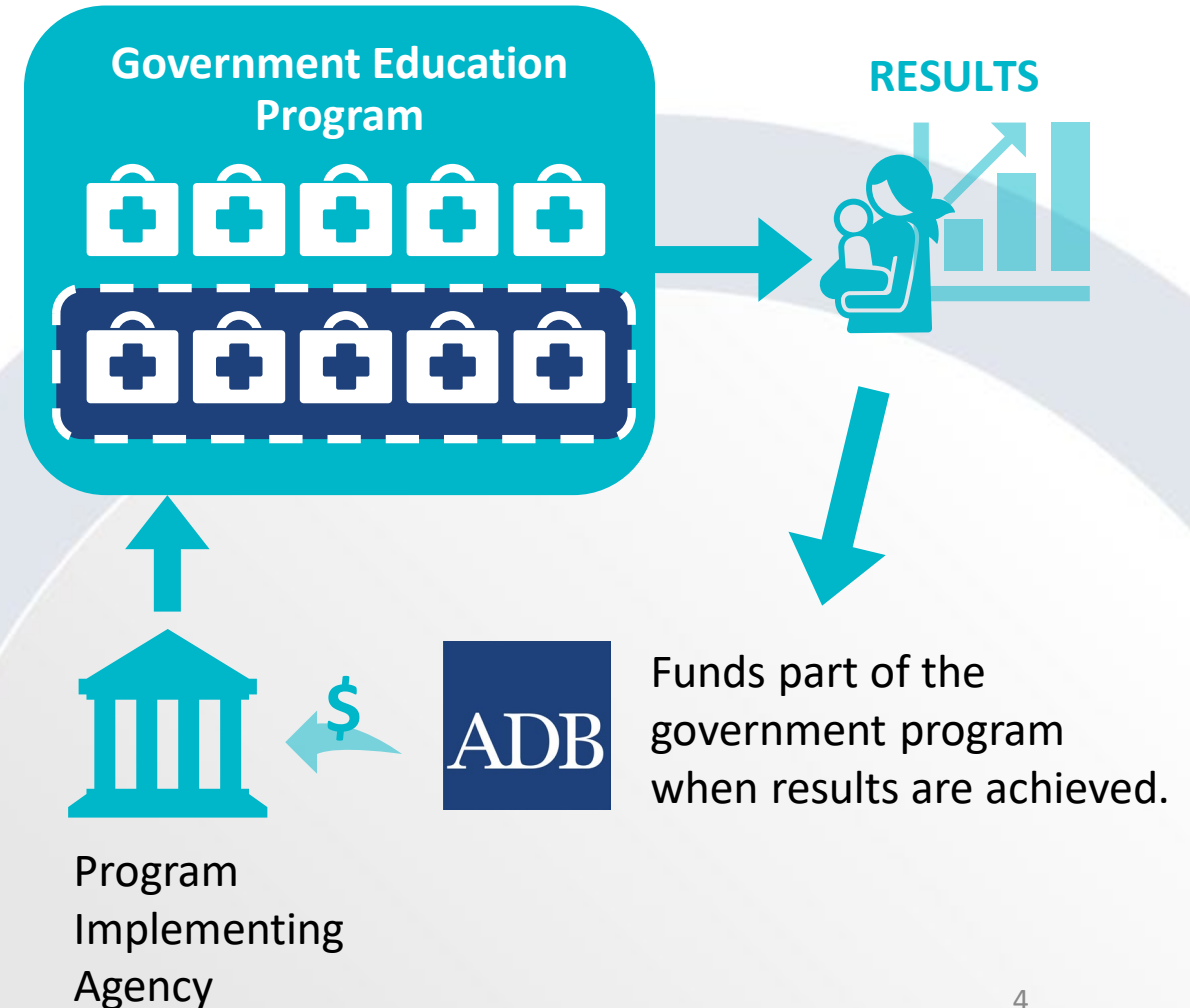 Government Education
Program
RESULTS
$
ADB
Funds part of the
government program
when results are achieved.
Program
Implementing
Agency
4